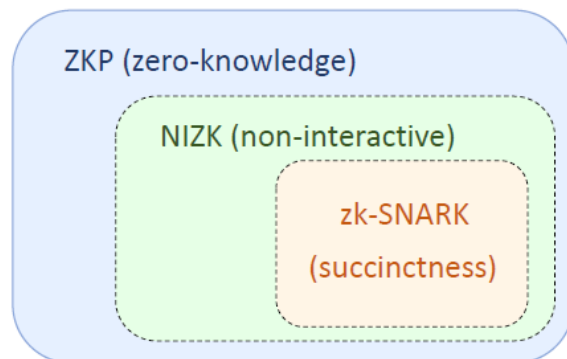 ZKP (zero-knowledge)
NIZK (non-interactive)
zk-SNARK
(succinctness)